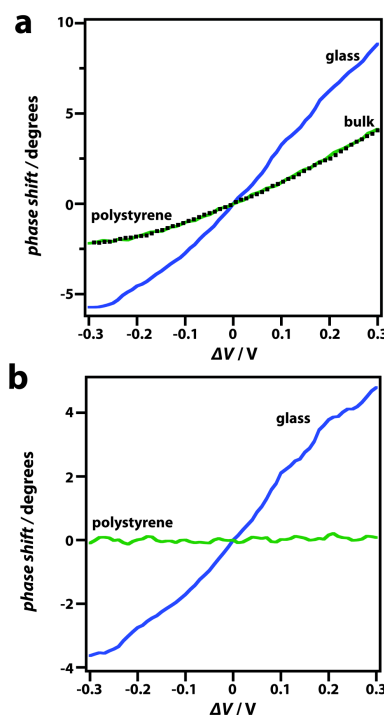 a
10
5
0
-5
phase shift / degrees
glass
bulk
polystyrene
-0.3 -0.2 -0.1 0 0.1 0.2 0.3
ΔV / V
b
4
2
0
-2
-4
phase shift / degrees
glass
polystyrene
-0.3 -0.2 -0.1 0 0.1 0.2 0.3
ΔV / V